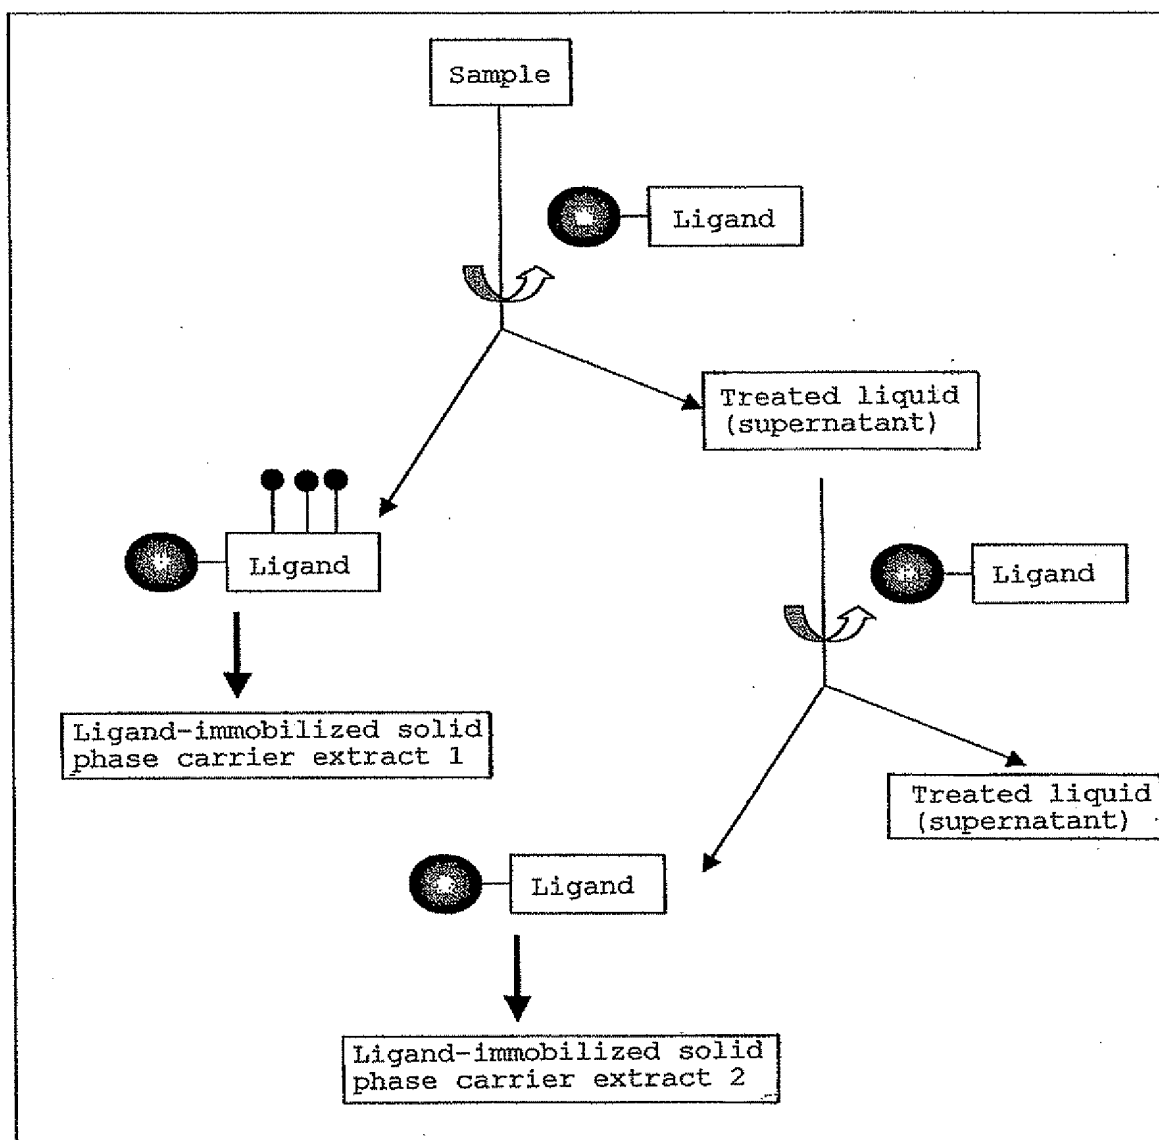 Sample
Ligand
Treated liquid
(supernatant)
Ligand
Ligand
Ligand-immobilized solid
phase carrier extract 1
Treated liquid
(supernatant)
Ligand
Ligand-immobilized solid
phase carrier extract 2